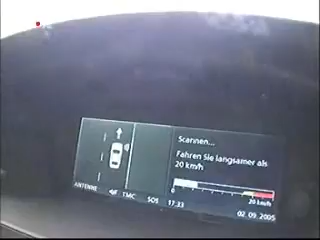 Scannen...
Fahren Sie langsamer als
20 km/h
0 20 km/h
ANTENNE TMC SOS 17:33 02.09.2005